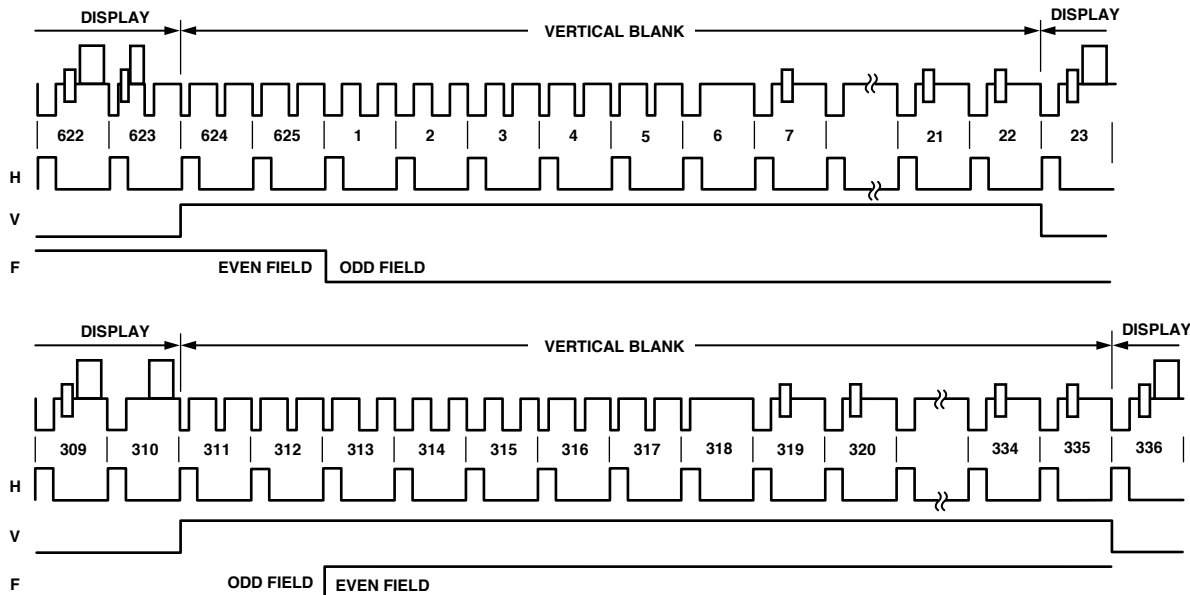 DISPLAY VERTICAL BLANK DISPLAY
622 623 624 625 1 2 3 4 5 6 7 21 22 23
H
V
F EVEN FIELD ODD FIELD
DISPLAY VERTICAL BLANK DISPLAY
309 310 311 312 313 314 315 316 317 318 319 320 334 335 336
H
V
F ODD FIELD EVEN FIELD